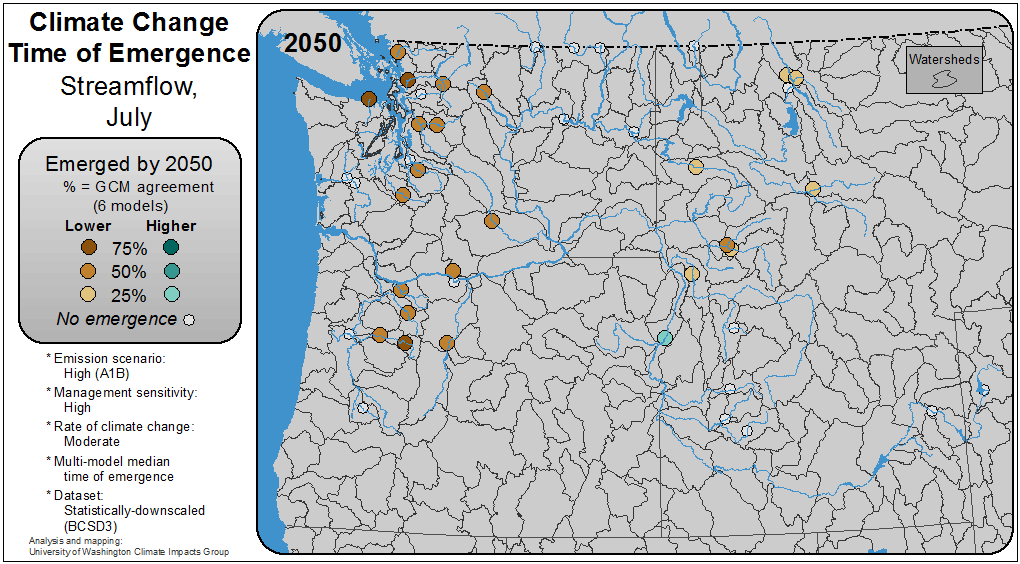 Climate Change
Time of Emergence
Streamflow,
July
Emerged by 2050
% = GCM agreement
(6 models)
Lower Higher
75%
50%
25%
No emergence
* Emission scenario:
High (A1B)
* Management sensitivity:
High
* Rate of climate change:
Moderate
* Multi-model median
time of emergence
* Dataset:
Statistically-downscaled
(BCSD3)
Analysis and mapping:
University of Washington Climate Impacts Group
2050
Watersheds